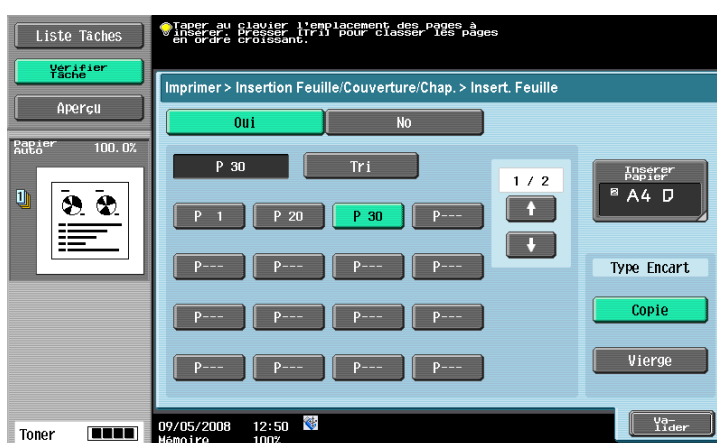 Liste Tâches
Vérifier
Tâche
Aperçu
Papier
Auto 100.0%
1
Toner
Taper au clavier l'emplacement des pages à
insérer. Presser [Tri] pour classer les pages
en ordre croissant.
Imprimer > Insertion Feuille/Couverture/Chap. > Insert. Feuille
Oui No
P 30 Tri
1 / 2
P 1 P 20 P 30 P---
P--- P--- P--- P---
P--- P--- P--- P---
P--- P--- P--- P---
Insérer
Papier
A4
Type Encart
Copie
Vierge
09/05/2008 12:50
Mémoire 100%
Va-
lider